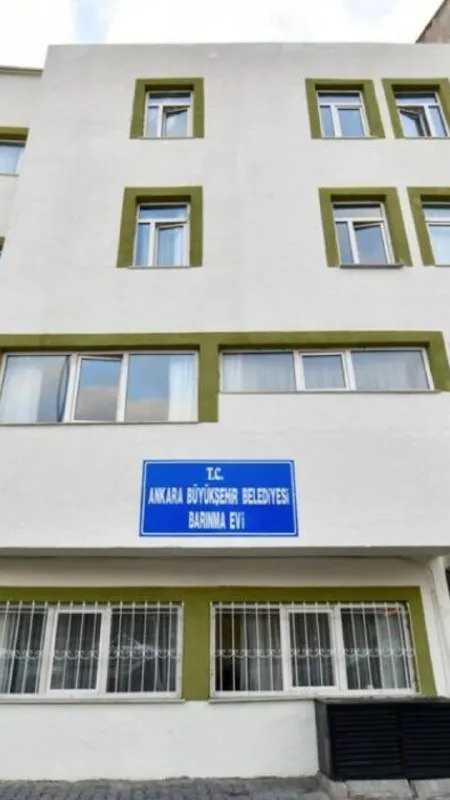 T.C.
ANKARA BÜYÜKŞEHİR BELEDİYESİ
BARINMA EVİ